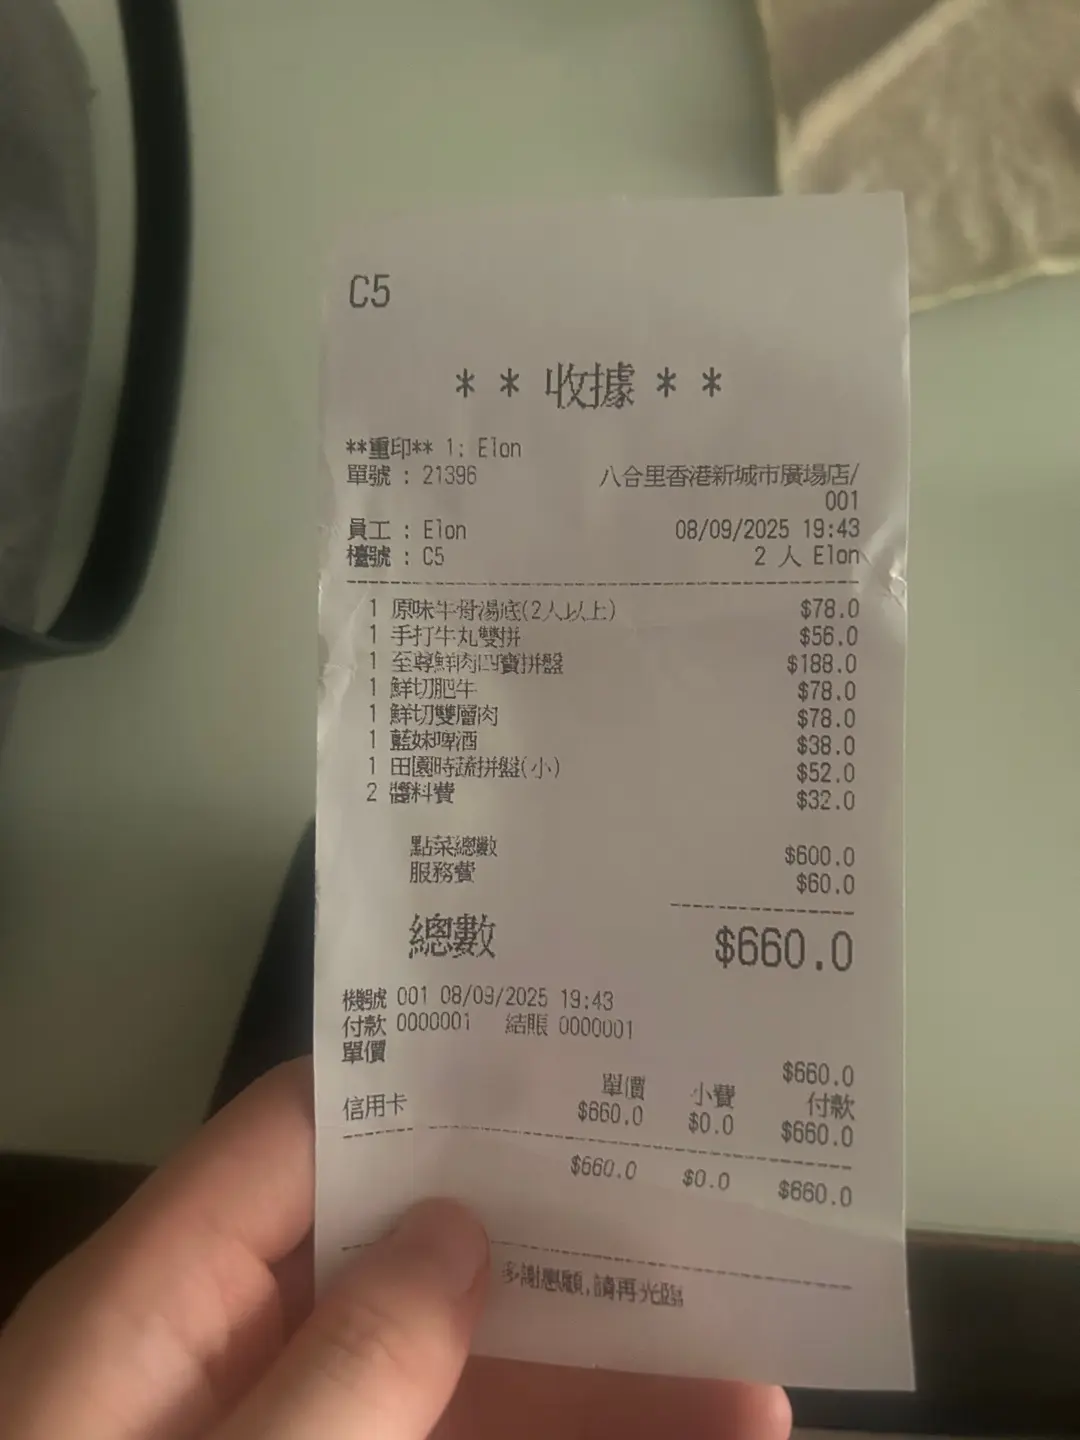 C5
* * 收據 * *
**重印** 1: Elon
單號 : 21396 八合里香港新城市廣場店/
001
員工 : Elon 08/09/2025 19:43
檯號 : C5 2 人 Elon
1 原味牛骨湯底(2人以上) $78.0
1 手打牛丸雙拼 $56.0
1 至尊鮮肉四寶拼盤 $188.0
1 鮮切肥牛 $78.0
1 鮮切雙層肉 $78.0
1 藍妹啤酒 $38.0
1 田園時蔬拼盤(小) $52.0
2 醬料費 $32.0
點菜總數 $600.0
服務費 $60.0
總數 $660.0
機號 001 08/09/2025 19:43
付款 0000001 結賬 0000001
單價 $660.0
單價 小費 付款
信用卡 $660.0 $0.0 $660.0
$660.0 $0.0 $660.0
多謝惠顧,請再光臨